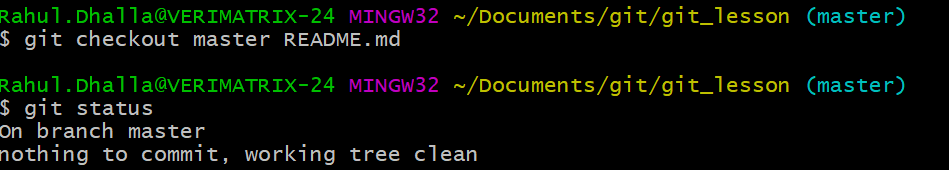 Rahul.Dhalla@VERIMATRIX-24 MINGW32 ~/Documents/git/git_lesson (master)
$ git checkout master README.md
Rahul.Dhalla@VERIMATRIX-24 MINGW32 ~/Documents/git/git_lesson (master)
$ git status
On branch master
nothing to commit, working tree clean